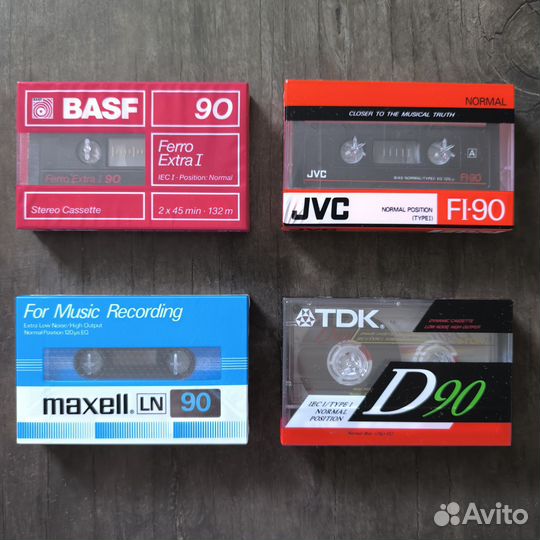 BASF
90
Ferro
Extra I
IEC I · Position: Normal
Ferro Extra I 90
Stereo Cassette
2 x 45 min · 132 m
NORMAL
CLOSER TO THE MUSICAL TRUTH
A
JVC
FI-90
JVC
NORMAL POSITION
(TYPE I)
FI-90
For Music Recording
Extra Low Noise/High Output
Normal-Position 120μs EQ
maxell LN 90
TDK
DYNAMIC CASSETTE
LOW NOISE HIGH OUTPUT
D90
IEC I/TYPE I
NORMAL
POSITION
Avito